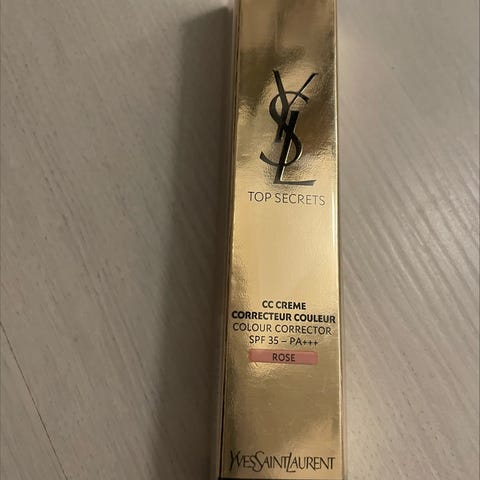 YSL
TOP SECRETS
CC CREME
CORRECTEUR COULEUR
COLOUR CORRECTOR
SPF 35 – PA+++
ROSE
YVESSAINTLAURENT